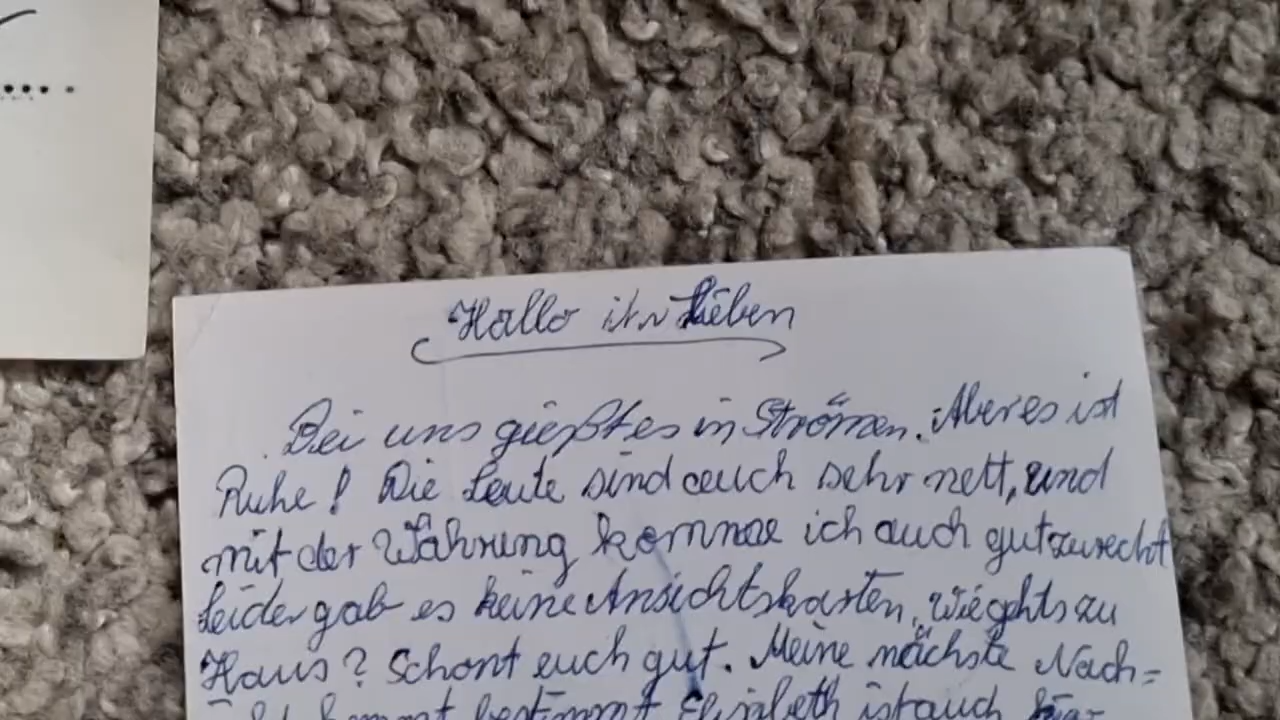 Hallo ihr Lieben
Bei uns gießt es in Strömen. Aber es ist
Ruhe! Die Leute sind auch sehr nett, und
mit der Währung komme ich auch gut zurecht
Leider gab es keine Ansichtskarten, wie gehts zu
Haus? Schont euch gut. Meine nächste Nach=
kommt bestimmt Elisabeth ist auch hier